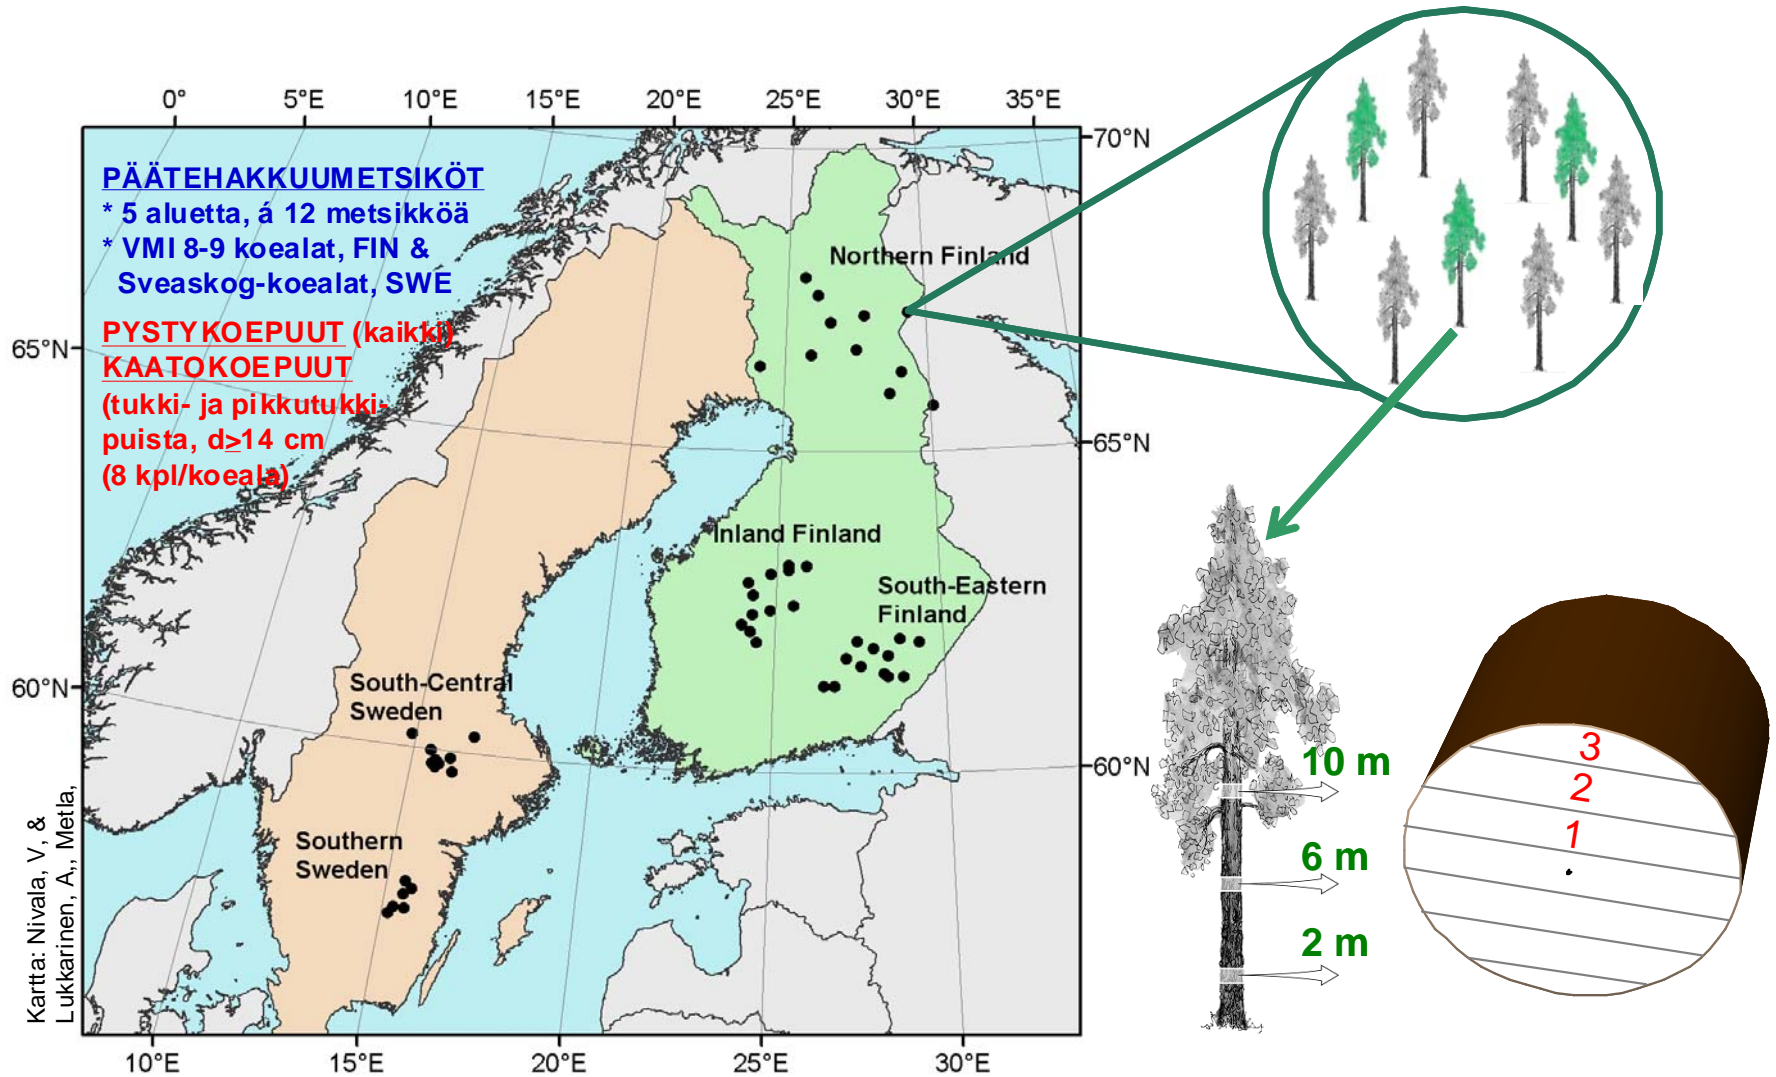 0°
5°E
10°E
15°E
20°E
25°E
30°E
35°E
70°N
65°N
60°N
65°N
60°N
10°E
15°E
20°E
25°E
30°E
PÄÄTEHAKKUUMETSIKÖT
* 5 aluetta, á 12 metsikköä
* VMI 8-9 koealat, FIN &
Sveaskog-koealat, SWE
PYSTYKOEPUUT (kaikki)
KAATOKOEPUUT
(tukki- ja pikkutukki-
puista, d≥14 cm
(8 kpl/koeala)
Northern Finland
Inland Finland
South-Eastern
Finland
South-Central
Sweden
Southern
Sweden
Kartta: Nivala, V, &
Lukkarinen, A,, Metla,
10 m
6 m
2 m
3
2
1